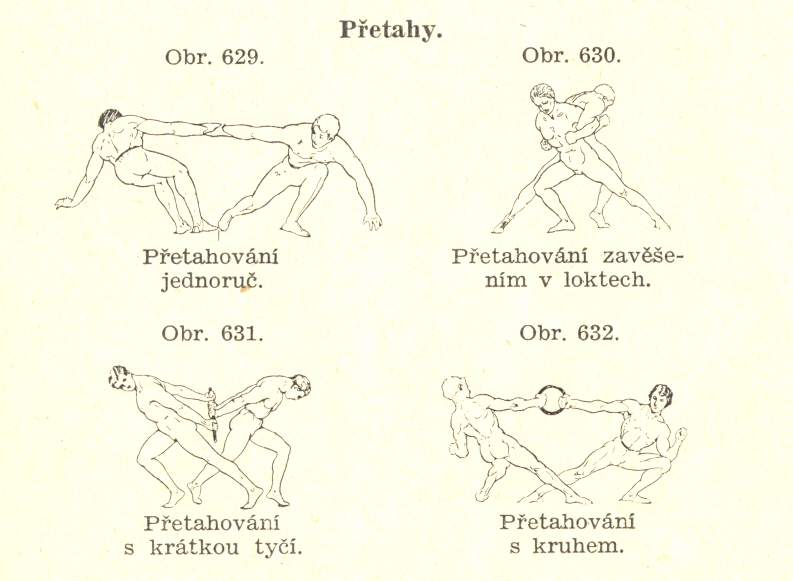 Přetahy.
Obr. 629.
Obr. 630.
Přetahování
jednoruč.
Přetahování zavěše-
ním v loktech.
Obr. 631.
Obr. 632.
Přetahování
s krátkou tyčí.
Přetahování
s kruhem.